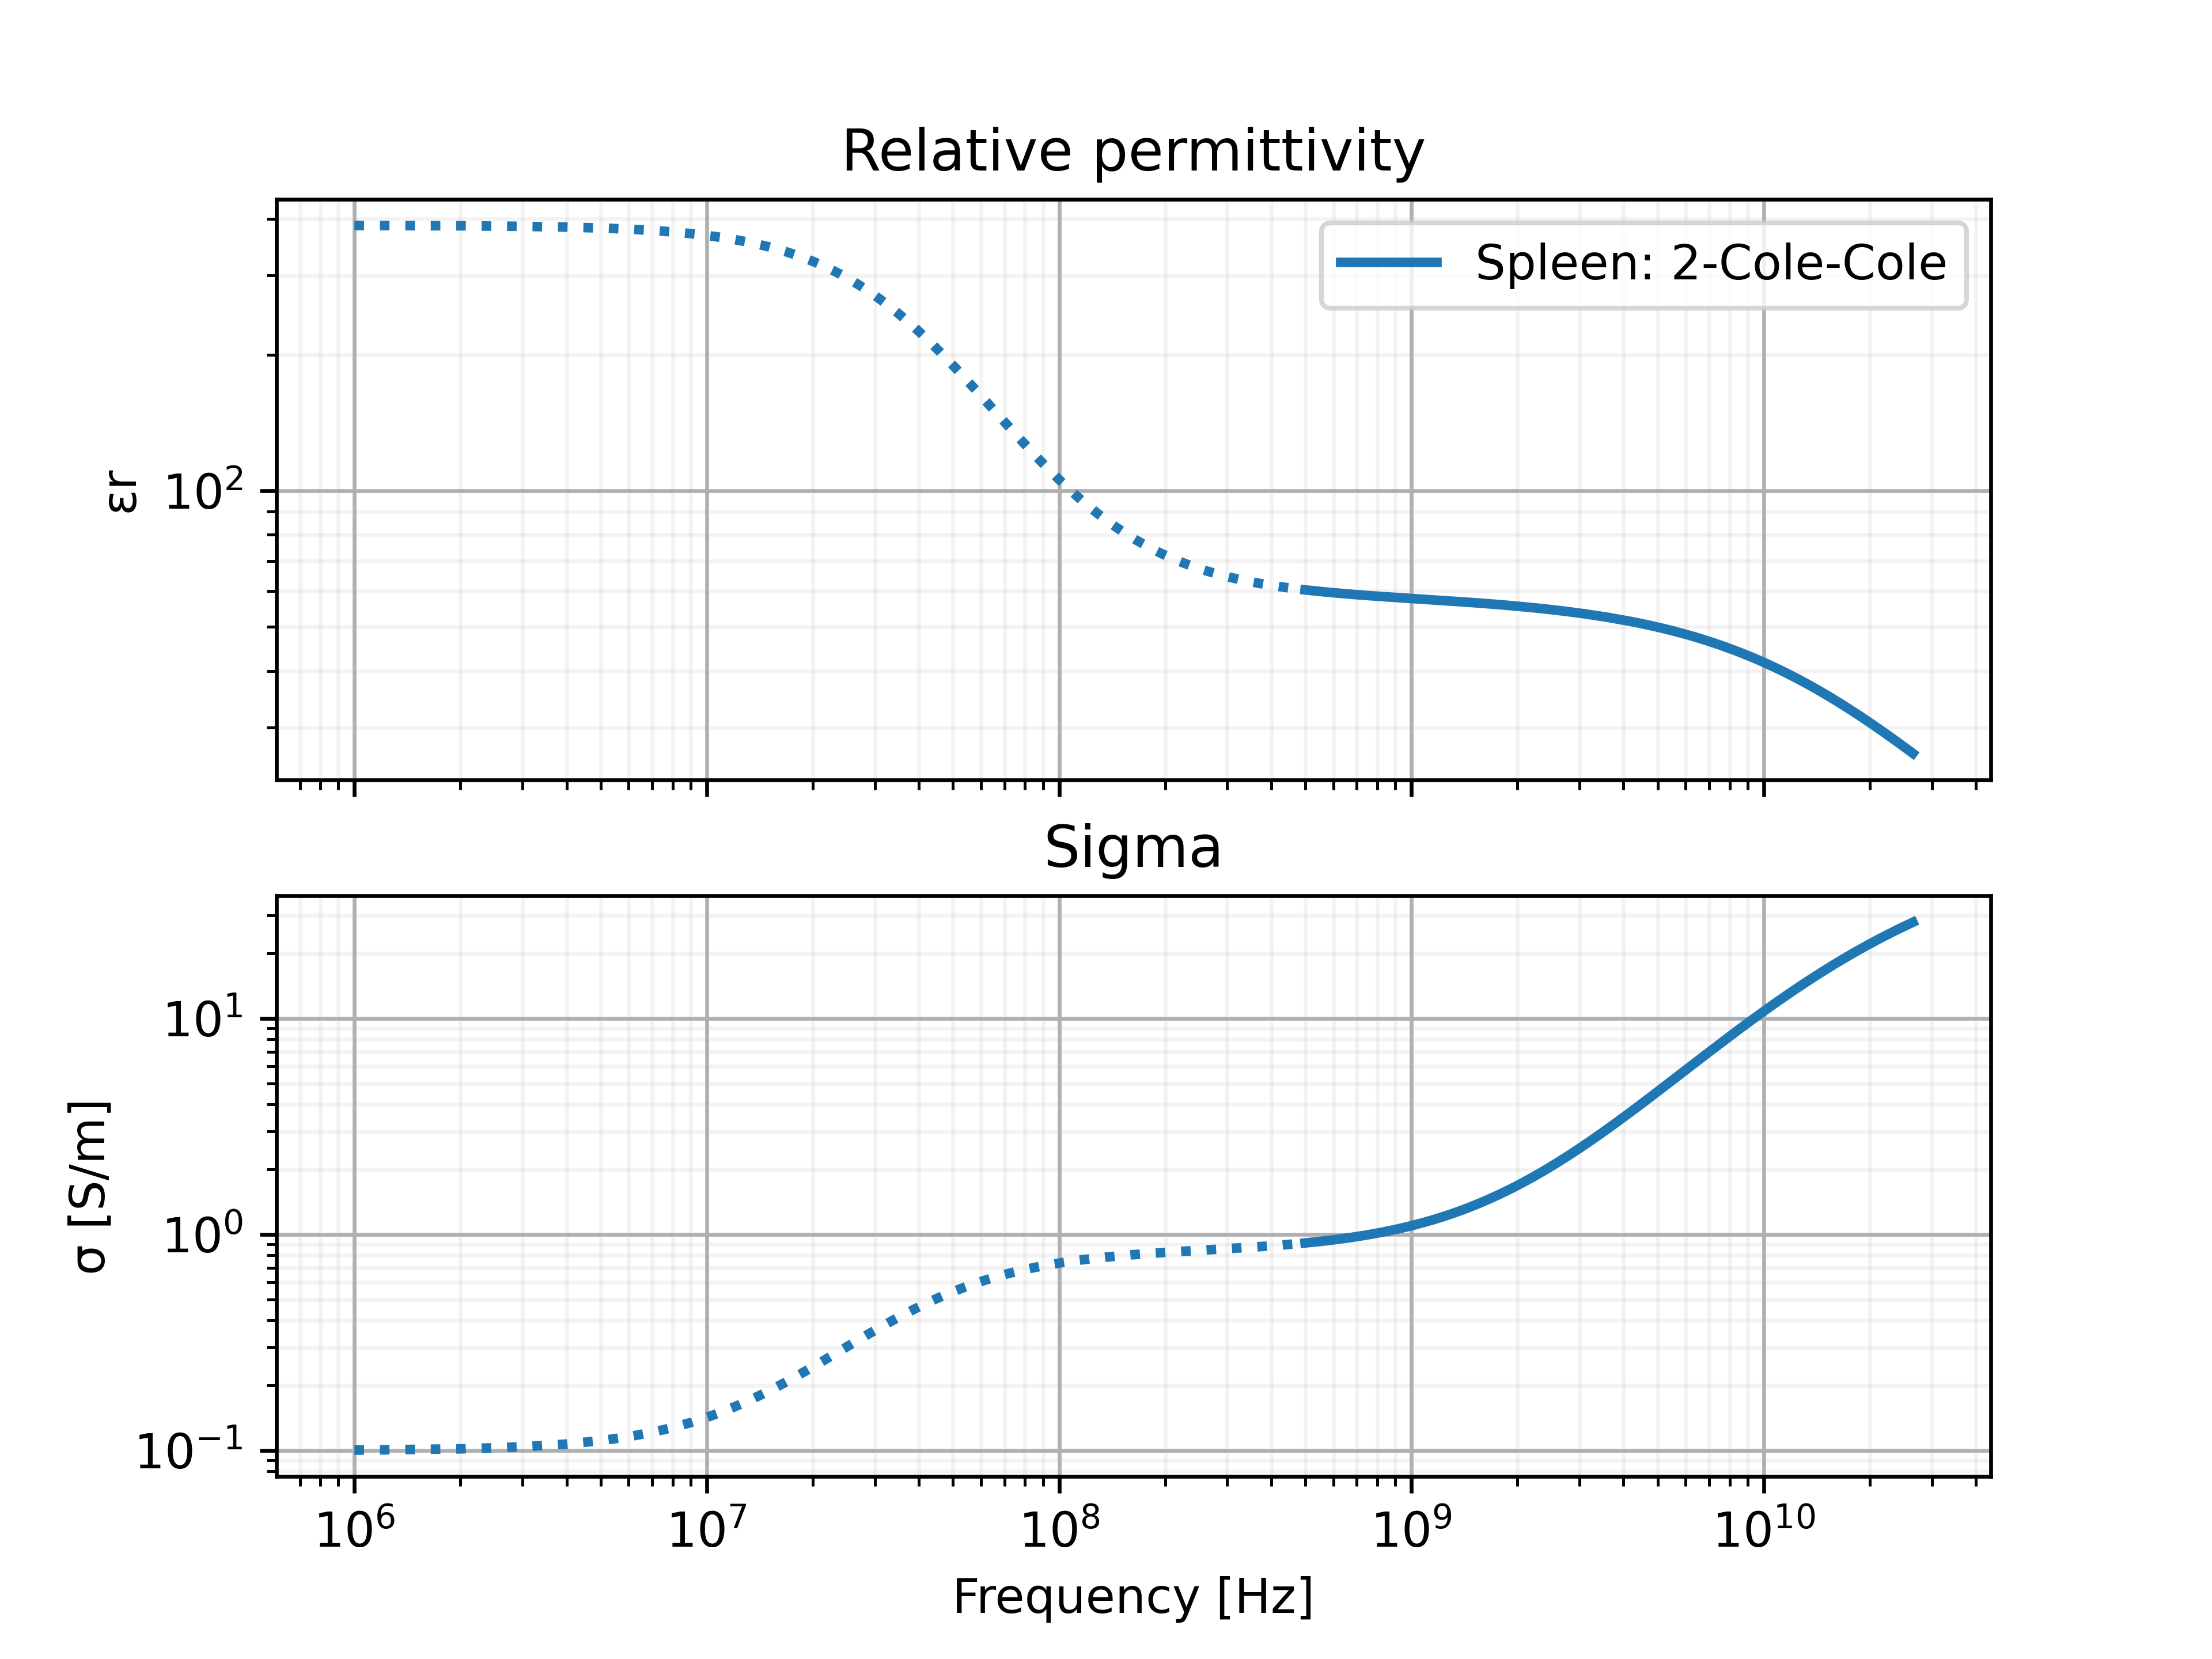 Relative permittivity
Spleen: 2-Cole-Cole
εr
10²
Sigma
σ [S/m]
10¹
10⁰
10⁻¹
10⁶ 10⁷ 10⁸ 10⁹ 10¹⁰
Frequency [Hz]